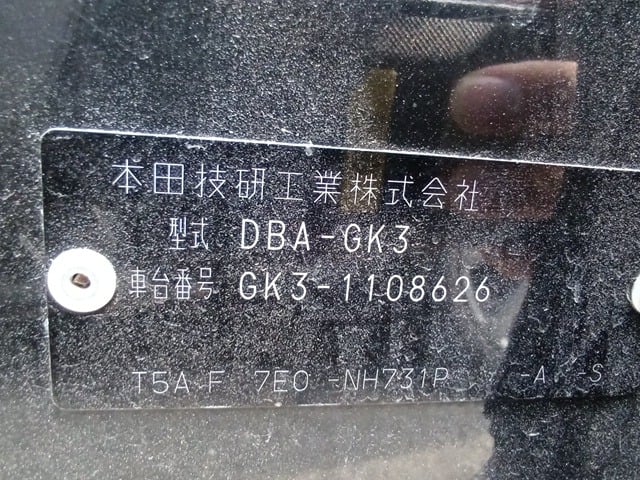 本田技研工業株式会社
型式 DBA-GK3
車台番号 GK3-1108626
T5A F 7E0 -NH731P -A -S